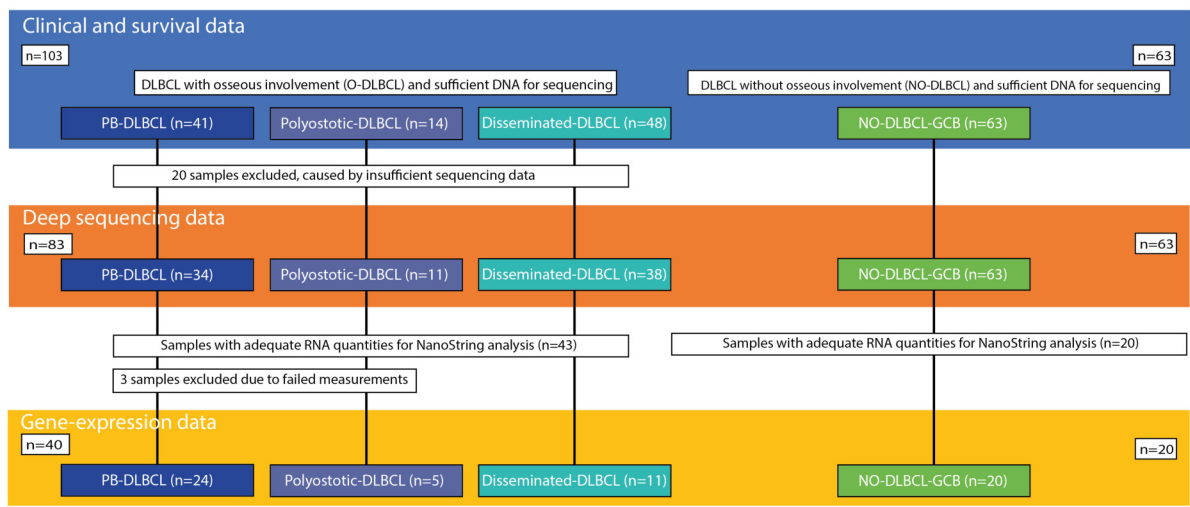 Clinical and survival data
n=103
n=63
DLBCL with osseous involvement (O-DLBCL) and sufficient DNA for sequencing
DLBCL without osseous involvement (NO-DLBCL) and sufficient DNA for sequencing
PB-DLBCL (n=41)
Polyostotic-DLBCL (n=14)
Disseminated-DLBCL (n=48)
NO-DLBCL-GCB (n=63)
20 samples excluded, caused by insufficient sequencing data
Deep sequencing data
n=83
n=63
PB-DLBCL (n=34)
Polyostotic-DLBCL (n=11)
Disseminated-DLBCL (n=38)
NO-DLBCL-GCB (n=63)
Samples with adequate RNA quantities for NanoString analysis (n=43)
Samples with adequate RNA quantities for NanoString analysis (n=20)
3 samples excluded due to failed measurements
Gene-expression data
n=40
n=20
PB-DLBCL (n=24)
Polyostotic-DLBCL (n=5)
Disseminated-DLBCL (n=11)
NO-DLBCL-GCB (n=20)